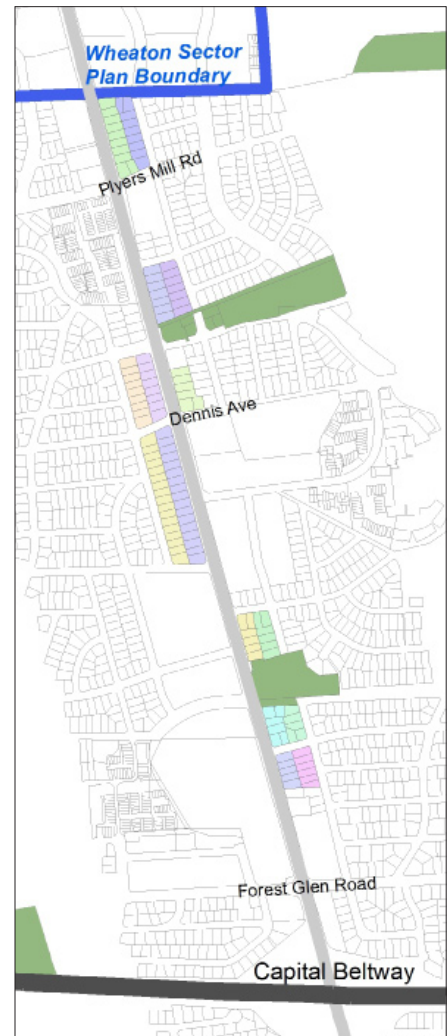 Wheaton Sector
Plan Boundary
Plyers Mill Rd
Dennis Ave
Forest Glen Road
Capital Beltway